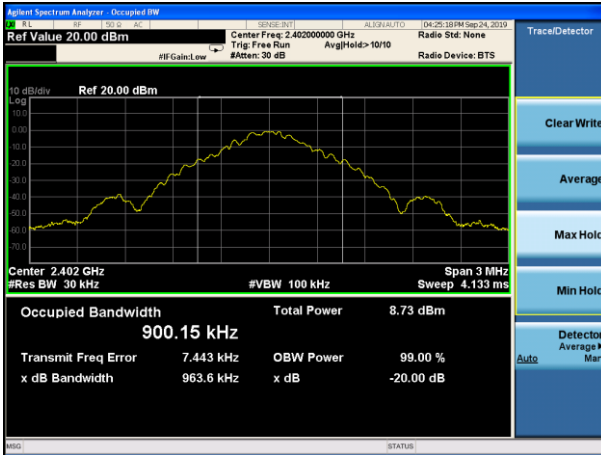 Agilent Spectrum Analyzer - Occupied BW
RL RF 50 Ω AC SENSE:INT ALIGNAUTO 04:25:18 PM Sep 24, 2019
Ref Value 20.00 dBm Center Freq: 2.402000000 GHz Radio Std: None Trace/Detector
Trig: Free Run Avg|Hold:> 10/10
#IFGain:Low #Atten: 30 dB Radio Device: BTS
10 dB/div Ref 20.00 dBm
Log
10.0
0.00
-10.0
-20.0
-30.0
-40.0
-50.0
-60.0
-70.0
Clear Write
Average
Max Hold
Min Hold
Center 2.402 GHz Span 3 MHz
#Res BW 30 kHz #VBW 100 kHz Sweep 4.133 ms
Occupied Bandwidth Total Power 8.73 dBm
900.15 kHz
Transmit Freq Error 7.443 kHz OBW Power 99.00 %
x dB Bandwidth 963.6 kHz x dB -20.00 dB
Detector
Average
Auto Man
MSG STATUS